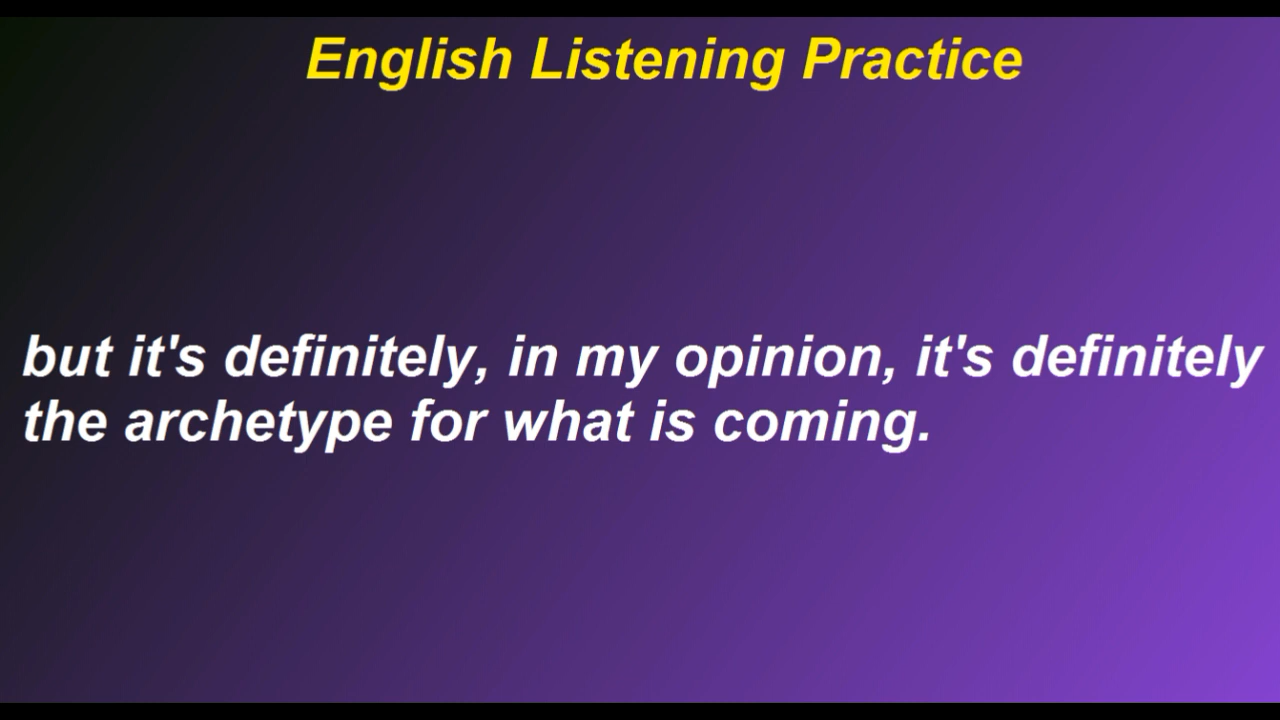 English Listening Practice
but it's definitely, in my opinion, it's definitely
the archetype for what is coming.